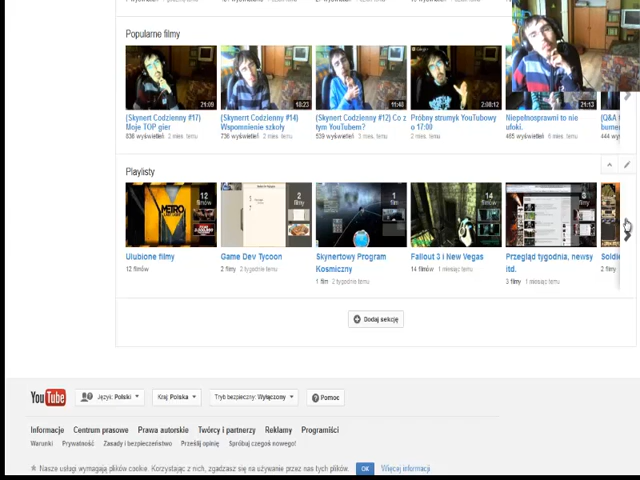 Popularne filmy
21:09
18:23
11:48
2:08:12
21:13
(Skynert Codzienny #17) Moje TOP gier
(Skynert Codzienny #14) Wspomnienie szkoły
(Skynert Codzienny #12) Co z tym YouTubem?
Próbny strumyk YouTubowy o 17:00
Niepełnosprawni to nie ufoki.
(Q&A
536 wyświetleń 2 mies. temu
736 wyświetleń 2 mies. temu
539 wyświetleń 3 mies. temu
2 mies. temu
465 wyświetleń 6 mies. temu
444
Playlisty
METRO
12 filmów
2 filmy
1 film
14 filmów
3 filmy
Ulubione filmy
Game Dev Tycoon
Skynertowy Program Kosmiczny
Fallout 3 i New Vegas
Przegląd tygodnia, newsy itd.
12 filmów
2 filmy 2 tygodnie temu
1 film 2 tygodnie temu
14 filmów 1 miesiąc temu
3 filmy 1 miesiąc temu
Dodaj sekcję
YouTube
Język: Polski
Kraj: Polska
Tryb bezpieczny: Wyłączony
Pomoc
Informacje Centrum prasowe Prawa autorskie Twórcy i partnerzy Reklamy Programiści
Warunki Prywatność Zasady i bezpieczeństwo Prześlij opinię Spróbuj czegoś nowego!
Nasze usługi wymagają plików cookie. Korzystając z nich, zgadzasz się na używanie przez nas tych plików. OK Więcej informacji.